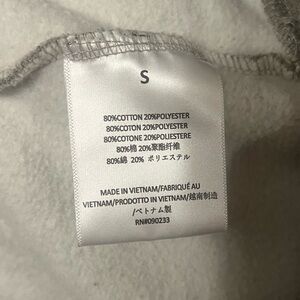 S
80%COTTON 20%POLYESTER
80%COTON 20%POLYESTER
80%COTONE 20%POLIESTERE
80%棉 20%聚酯纤维
80%綿 20% ポリエステル
MADE IN VIETNAM/FABRIQUÉ AU
VIETNAM/PRODOTTO IN VIETNAM/越南制造
/ベトナム製
RN#090233